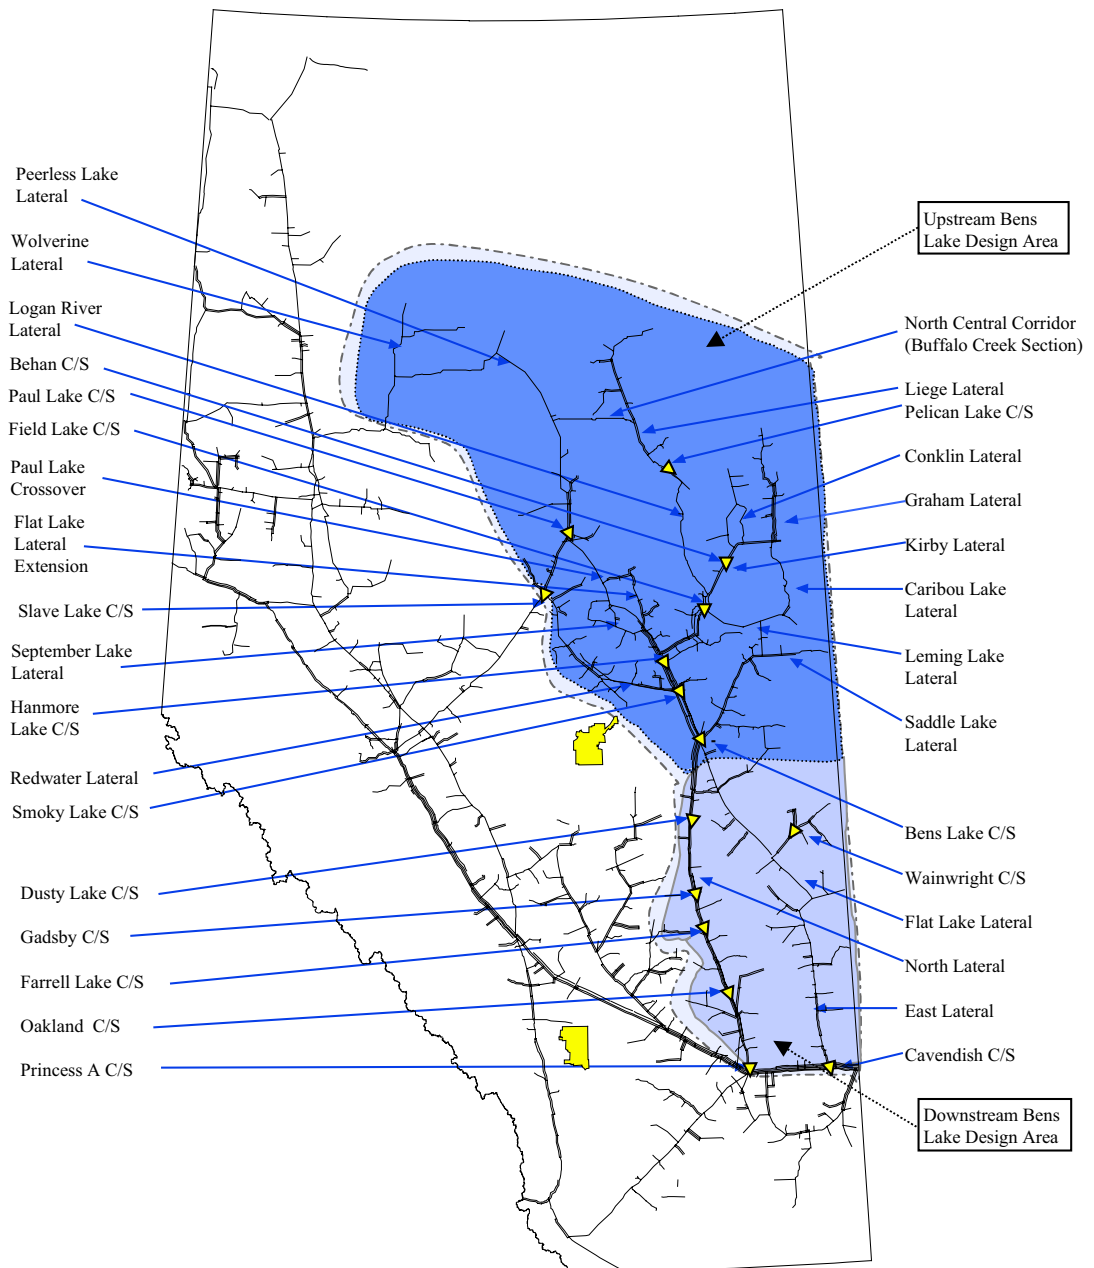 Peerless Lake
Lateral
Wolverine
Lateral
Logan River
Lateral
Behan C/S
Paul Lake C/S
Field Lake C/S
Paul Lake
Crossover
Flat Lake
Lateral
Extension
Slave Lake C/S
September Lake
Lateral
Hanmore
Lake C/S
Redwater Lateral
Smoky Lake C/S
Dusty Lake C/S
Gadsby C/S
Farrell Lake C/S
Oakland C/S
Princess A C/S
Upstream Bens
Lake Design Area
North Central Corridor
(Buffalo Creek Section)
Liege Lateral
Pelican Lake C/S
Conklin Lateral
Graham Lateral
Kirby Lateral
Caribou Lake
Lateral
Leming Lake
Lateral
Saddle Lake
Lateral
Bens Lake C/S
Wainwright C/S
Flat Lake Lateral
North Lateral
East Lateral
Cavendish C/S
Downstream Bens
Lake Design Area